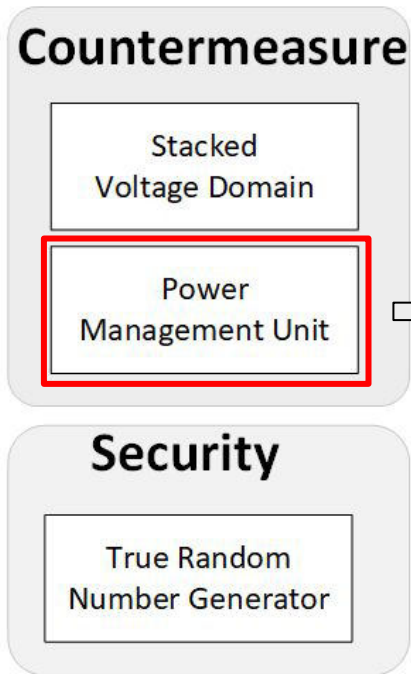 Countermeasure
Stacked
Voltage Domain
Power
Management Unit
Security
True Random
Number Generator